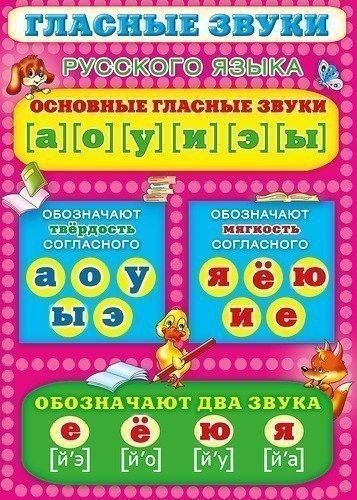 ГЛАСНЫЕ ЗВУКИ
РУССКОГО ЯЗЫКА
ОСНОВНЫЕ ГЛАСНЫЕ ЗВУКИ
[а][о][у][и][э][ы]
ОБОЗНАЧАЮТ
твёрдость
СОГЛАСНОГО
а о у
ы э
ОБОЗНАЧАЮТ
мягкость
СОГЛАСНОГО
я ё ю
и е
ОБОЗНАЧАЮТ ДВА ЗВУКА
е ё ю я
[й'э] [й'о] [й'у] [й'а]